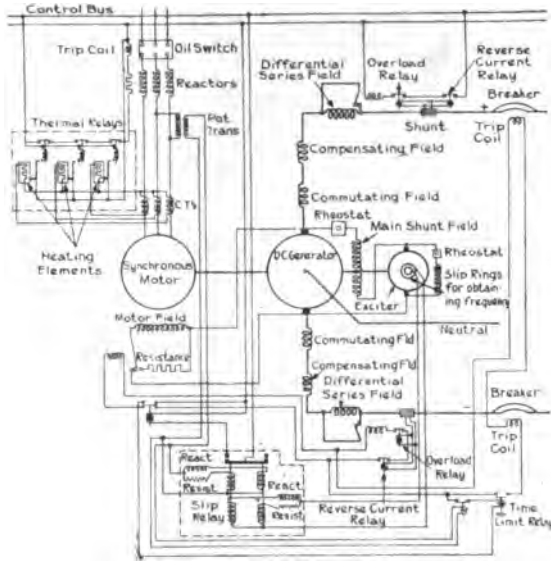 Control Bus
Trip Coil
Oil Switch
Reactors
Differential
Series Field
Overload
Relay
Reverse
Current
Relay
Breaker
Thermal Relays
Pot
Trans
Shunt
+
Trip
Coil
Compensating Field
Commutating Field
CTs
Rheostat
Main Shunt Field
Heating
Elements
Synchronous
Motor
DC Generator
Rheostat
Slip Rings
for obtain-
ing frequency
Exciter
Motor Field
Neutral
Resistance
Commutating Fld
Compensating Fld
Differential
Series Field
Breaker
Trip
Coil
Overload
Relay
React
Resist
React
Slip
Relay
Resist
Reverse Current
Relay
Time
Limit Relay